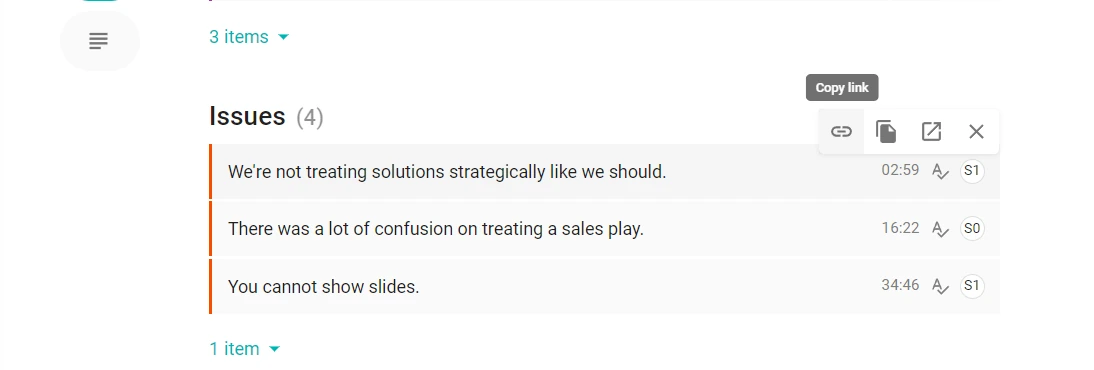 3 items
Copy link
Issues (4)
We're not treating solutions strategically like we should. 02:59 S1
There was a lot of confusion on treating a sales play. 16:22 S0
You cannot show slides. 34:46 S1
1 item